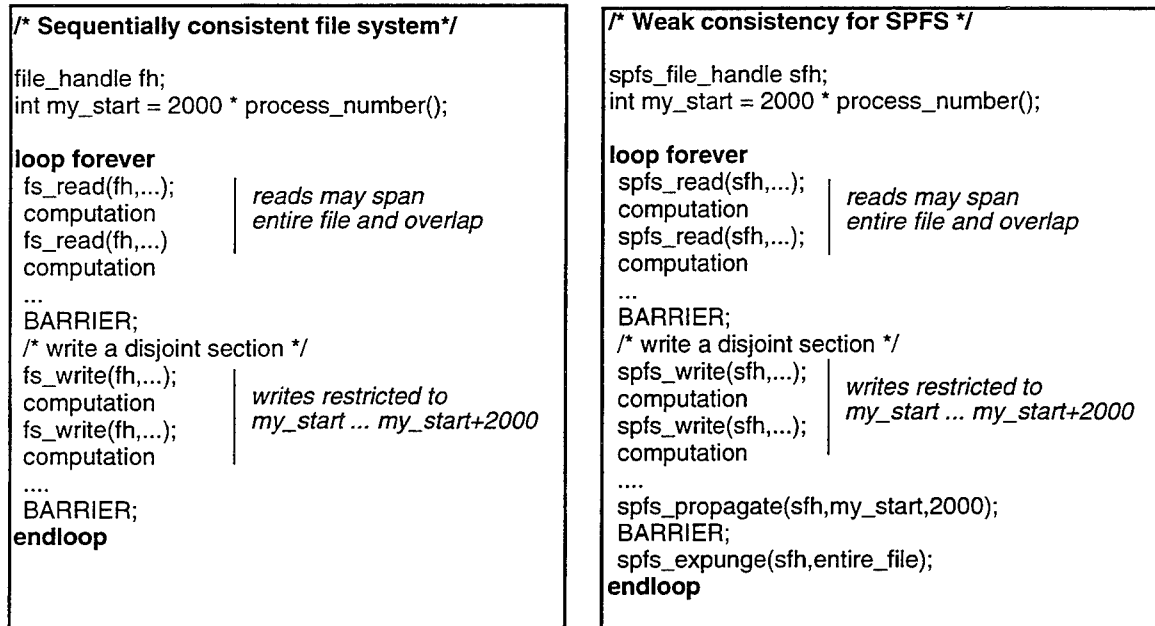 /* Sequentially consistent file system*/
file_handle fh;
int my_start = 2000 * process_number();
loop forever
fs_read(fh,...);
computation
fs_read(fh,...)
computation
reads may span
entire file and overlap
...
BARRIER;
/* write a disjoint section */
fs_write(fh,...);
computation
fs_write(fh,...);
computation
writes restricted to
my_start ... my_start+2000
....
BARRIER;
endloop
/* Weak consistency for SPFS */
spfs_file_handle sfh;
int my_start = 2000 * process_number();
loop forever
spfs_read(sfh,...);
computation
spfs_read(sfh,...);
computation
reads may span
entire file and overlap
...
BARRIER;
/* write a disjoint section */
spfs_write(sfh,...);
computation
spfs_write(sfh,...);
computation
writes restricted to
my_start ... my_start+2000
....
spfs_propagate(sfh,my_start,2000);
BARRIER;
spfs_expunge(sfh,entire_file);
endloop